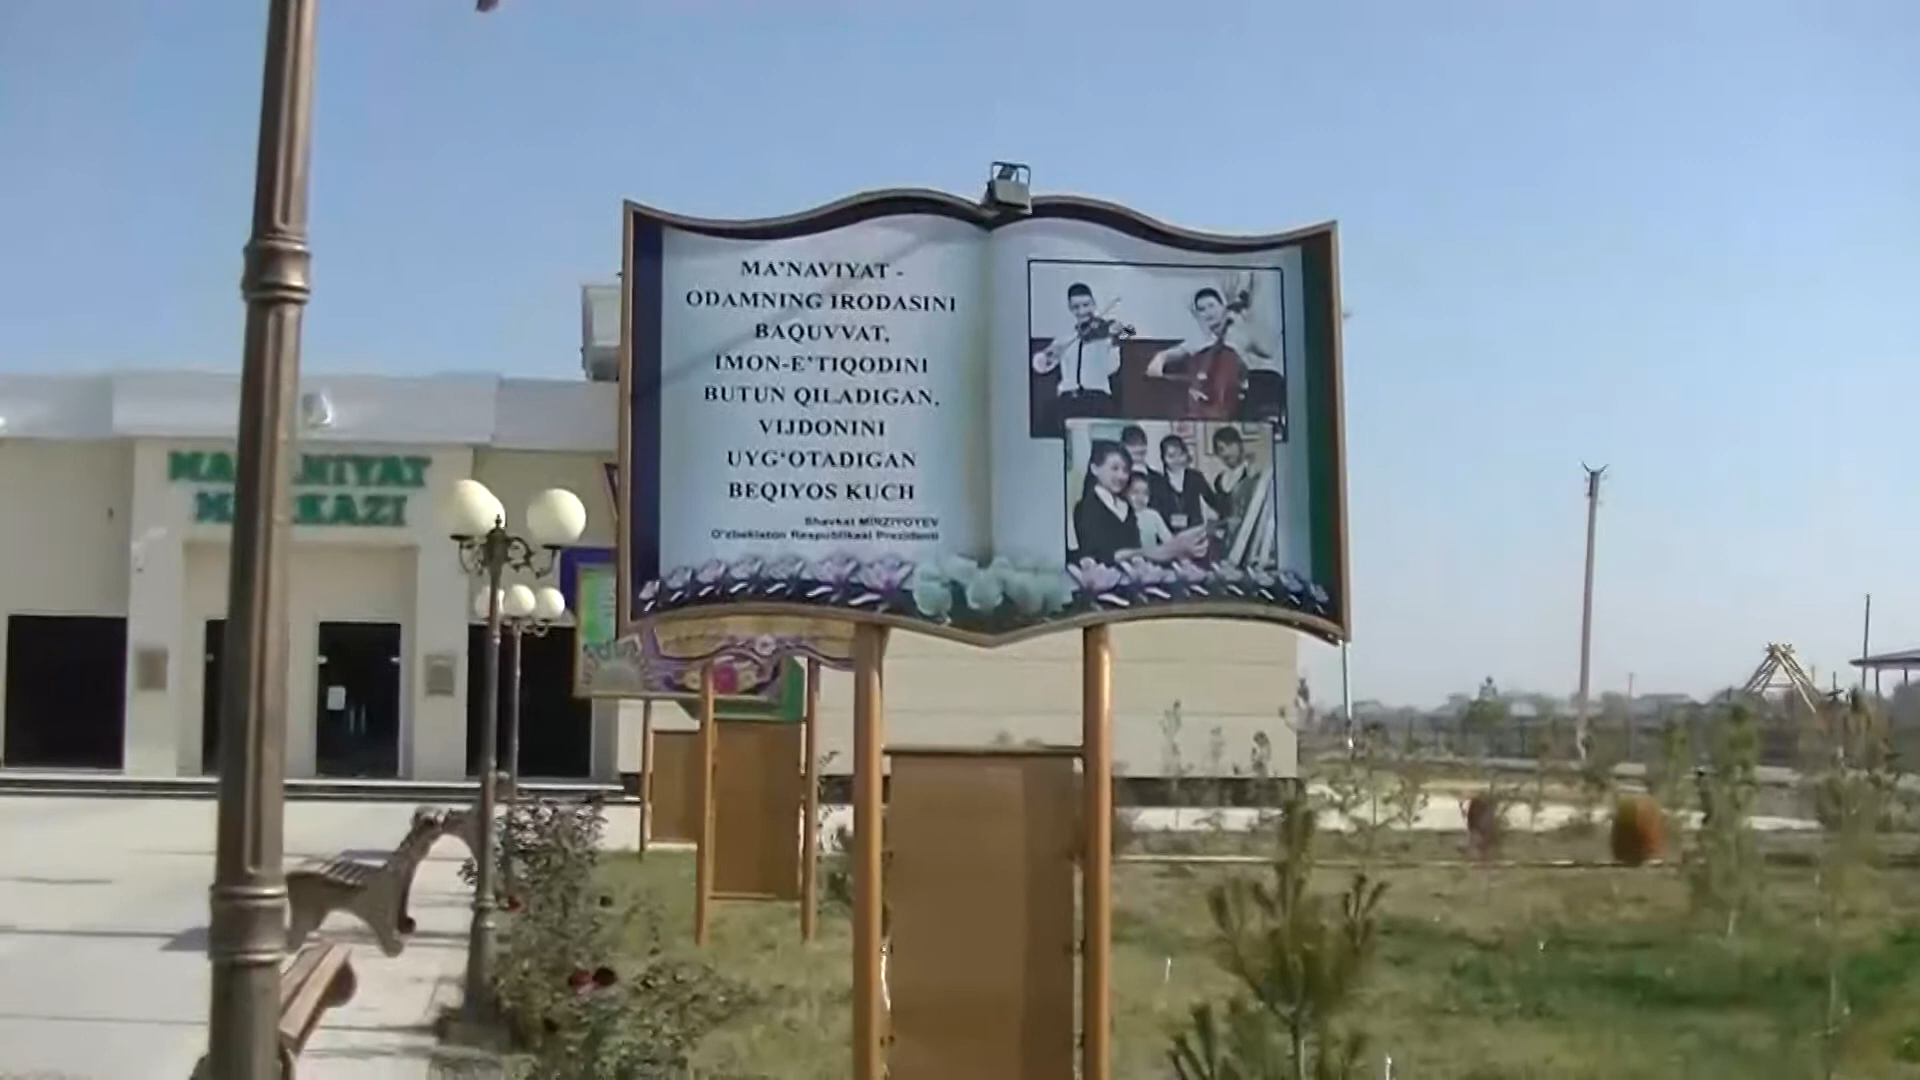 MA'NAVIYAT -
ODAMNING IRODASINI
BAQUVVAT,
IMON-E'TIQODINI
BUTUN QILADIGAN,
VIJDONINI
UYG‘OTADIGAN
BEQIYOS KUCH
Shavkat MIRZIYOYEV
O‘zbekiston Respublikasi Prezidenti